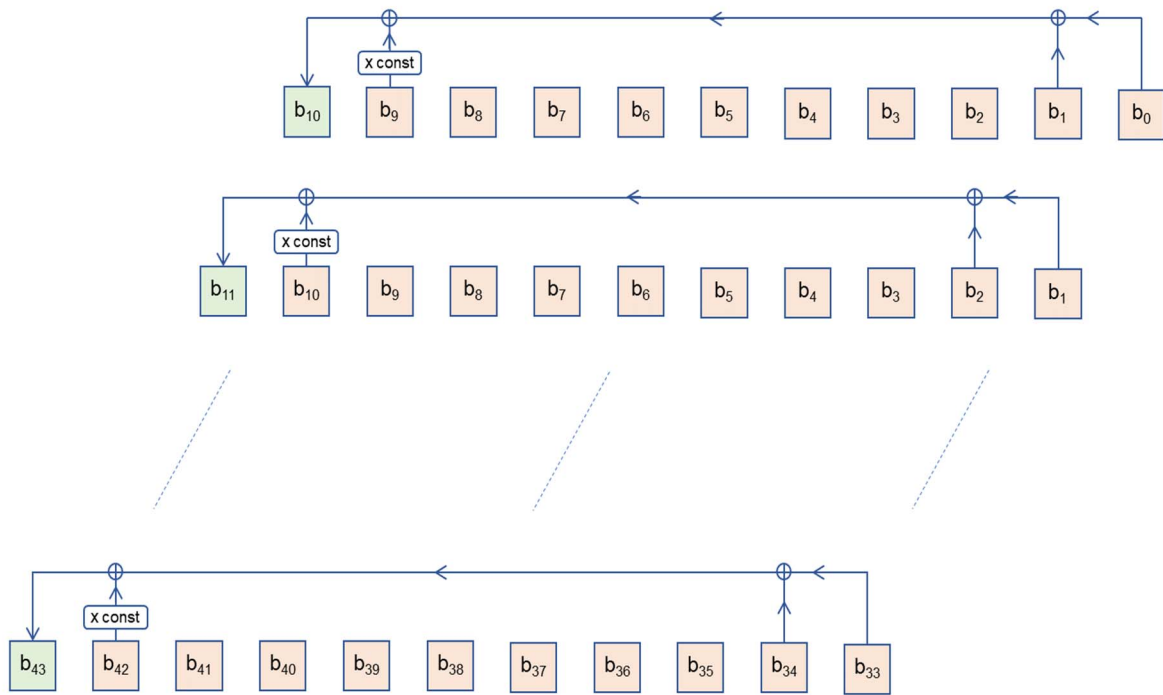 x const
b₁₀ b₉ b₈ b₇ b₆ b₅ b₄ b₃ b₂ b₁ b₀
x const
b₁₁ b₁₀ b₉ b₈ b₇ b₆ b₅ b₄ b₃ b₂ b₁
x const
b₄₃ b₄₂ b₄₁ b₄₀ b₃₉ b₃₈ b₃₇ b₃₆ b₃₅ b₃₄ b₃₃